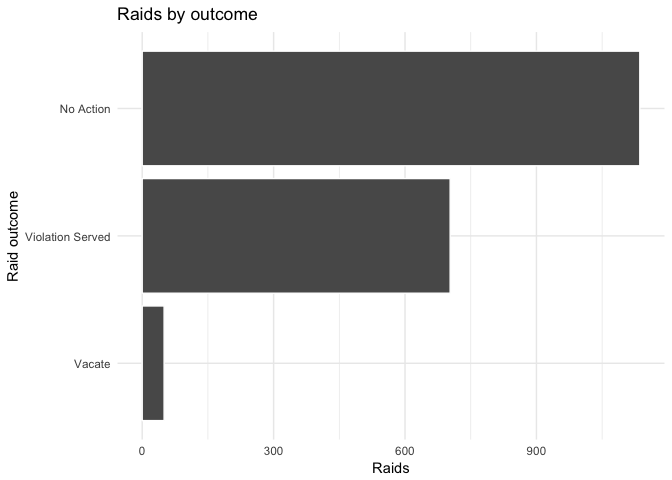 Raids by outcome
Raid outcome
No Action
Violation Served
Vacate
0 300 600 900
Raids